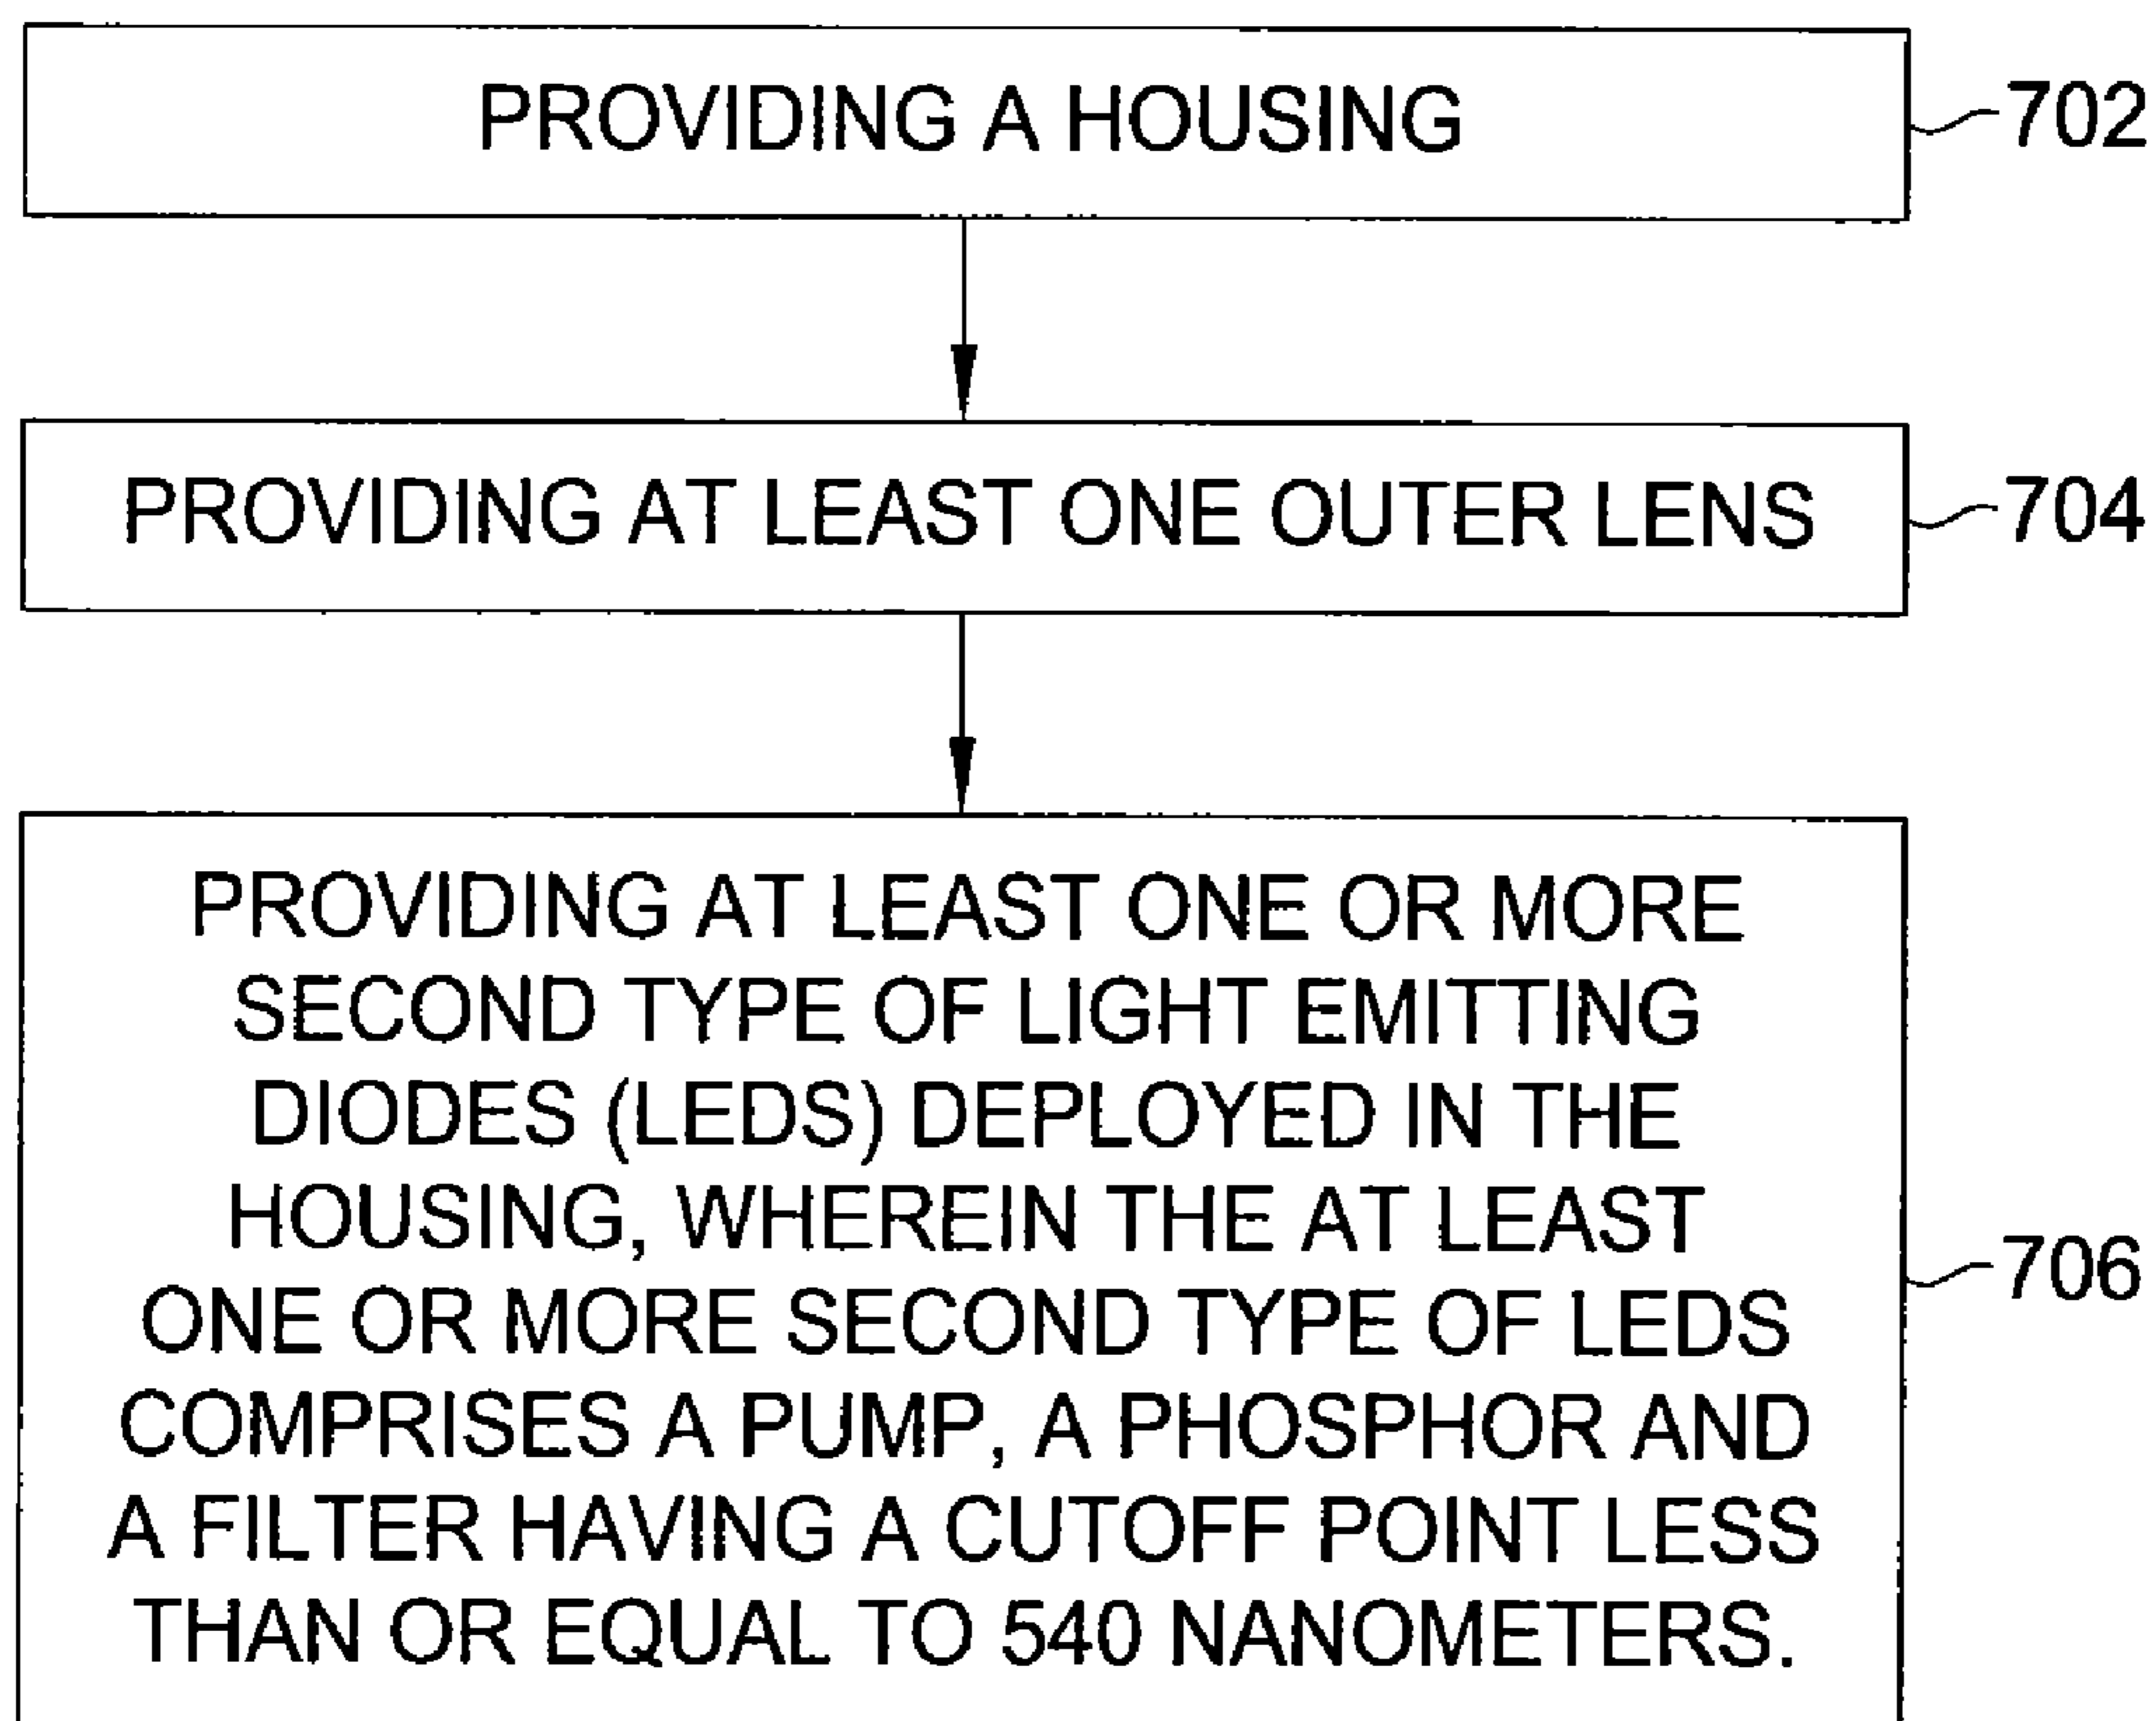 PROVIDING A HOUSING
702
PROVIDING AT LEAST ONE OUTER LENS
704
PROVIDING AT LEAST ONE OR MORE
SECOND TYPE OF LIGHT EMITTING
DIODES (LEDS) DEPLOYED IN THE
HOUSING, WHEREIN THE AT LEAST
ONE OR MORE SECOND TYPE OF LEDS
COMPRISES A PUMP, A PHOSPHOR AND
A FILTER HAVING A CUTOFF POINT LESS
THAN OR EQUAL TO 540 NANOMETERS.
706